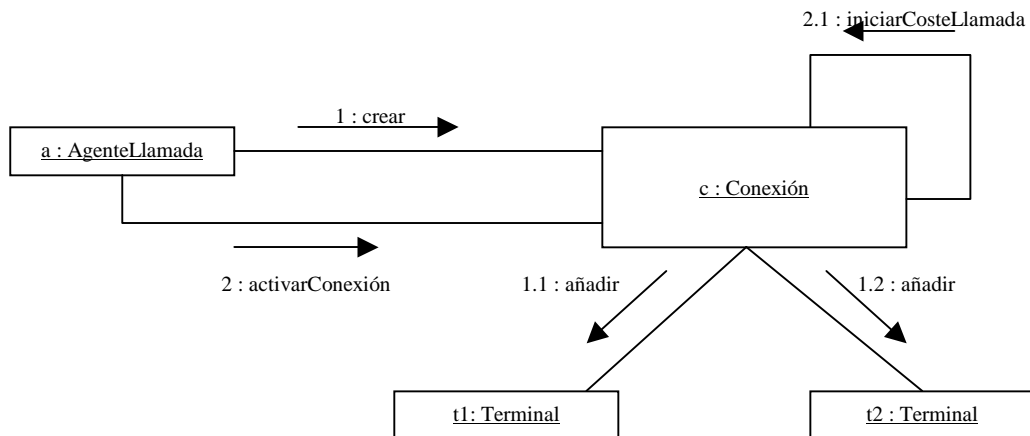 2.1 : iniciarCosteLlamada
1 : crear
a : AgenteLlamada
c : Conexión
2 : activarConexión
1.1 : añadir
1.2 : añadir
t1: Terminal
t2 : Terminal